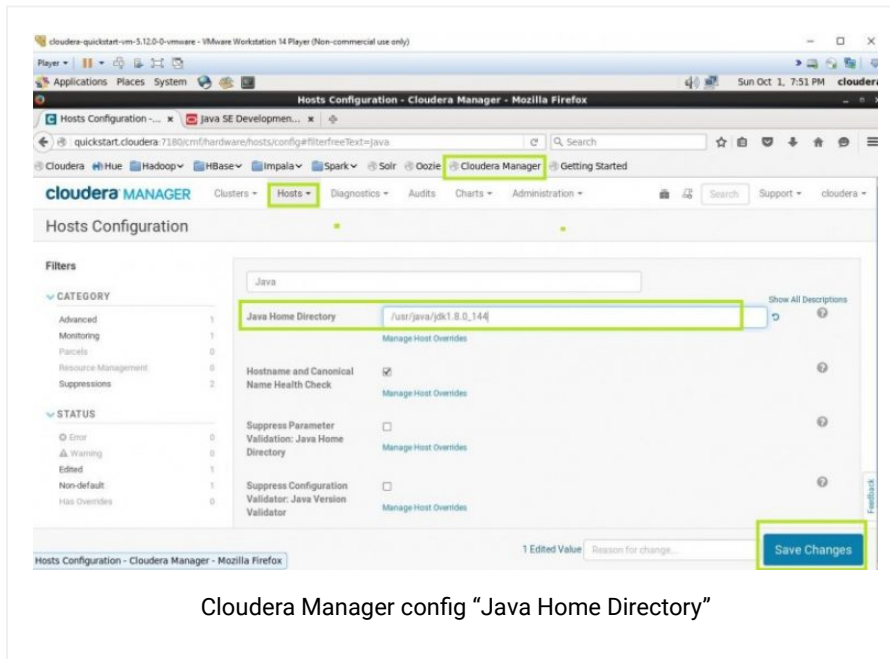 cloudera-quickstart-vm-5.12.0-0-vmware - VMware Workstation 14 Player (Non-commercial use only)
Player
Applications Places System Sun Oct 1, 7:51 PM cloudera
Hosts Configuration - Cloudera Manager - Mozilla Firefox
Hosts Configuration -... Java SE Developmen...
quickstart.cloudera:7180/cmf/hardware/hosts/config#filterfreeText=java Search
Cloudera Hue Hadoop HBase Impala Spark Solr Oozie Cloudera Manager Getting Started
cloudera MANAGER Clusters Hosts Diagnostics Audits Charts Administration Search Support cloudera
Hosts Configuration
Filters
Java
CATEGORY
Show All Descriptions
Advanced 1
Java Home Directory /usr/java/jdk1.8.0_144
Monitoring 1
Manage Host Overrides
Parcels 0
Resource Management 0
Hostname and Canonical
Suppressions 2
Name Health Check
Manage Host Overrides
STATUS
Suppress Parameter
Error 0
Validation: Java Home
Warning 0
Directory
Manage Host Overrides
Edited 1
Non-default 1
Suppress Configuration
Has Overrides 0
Validator: Java Version
Validator
Manage Host Overrides
Feedback
1 Edited Value Reason for change... Save Changes
Hosts Configuration - Cloudera Manager - Mozilla Firefox
Cloudera Manager config “Java Home Directory”